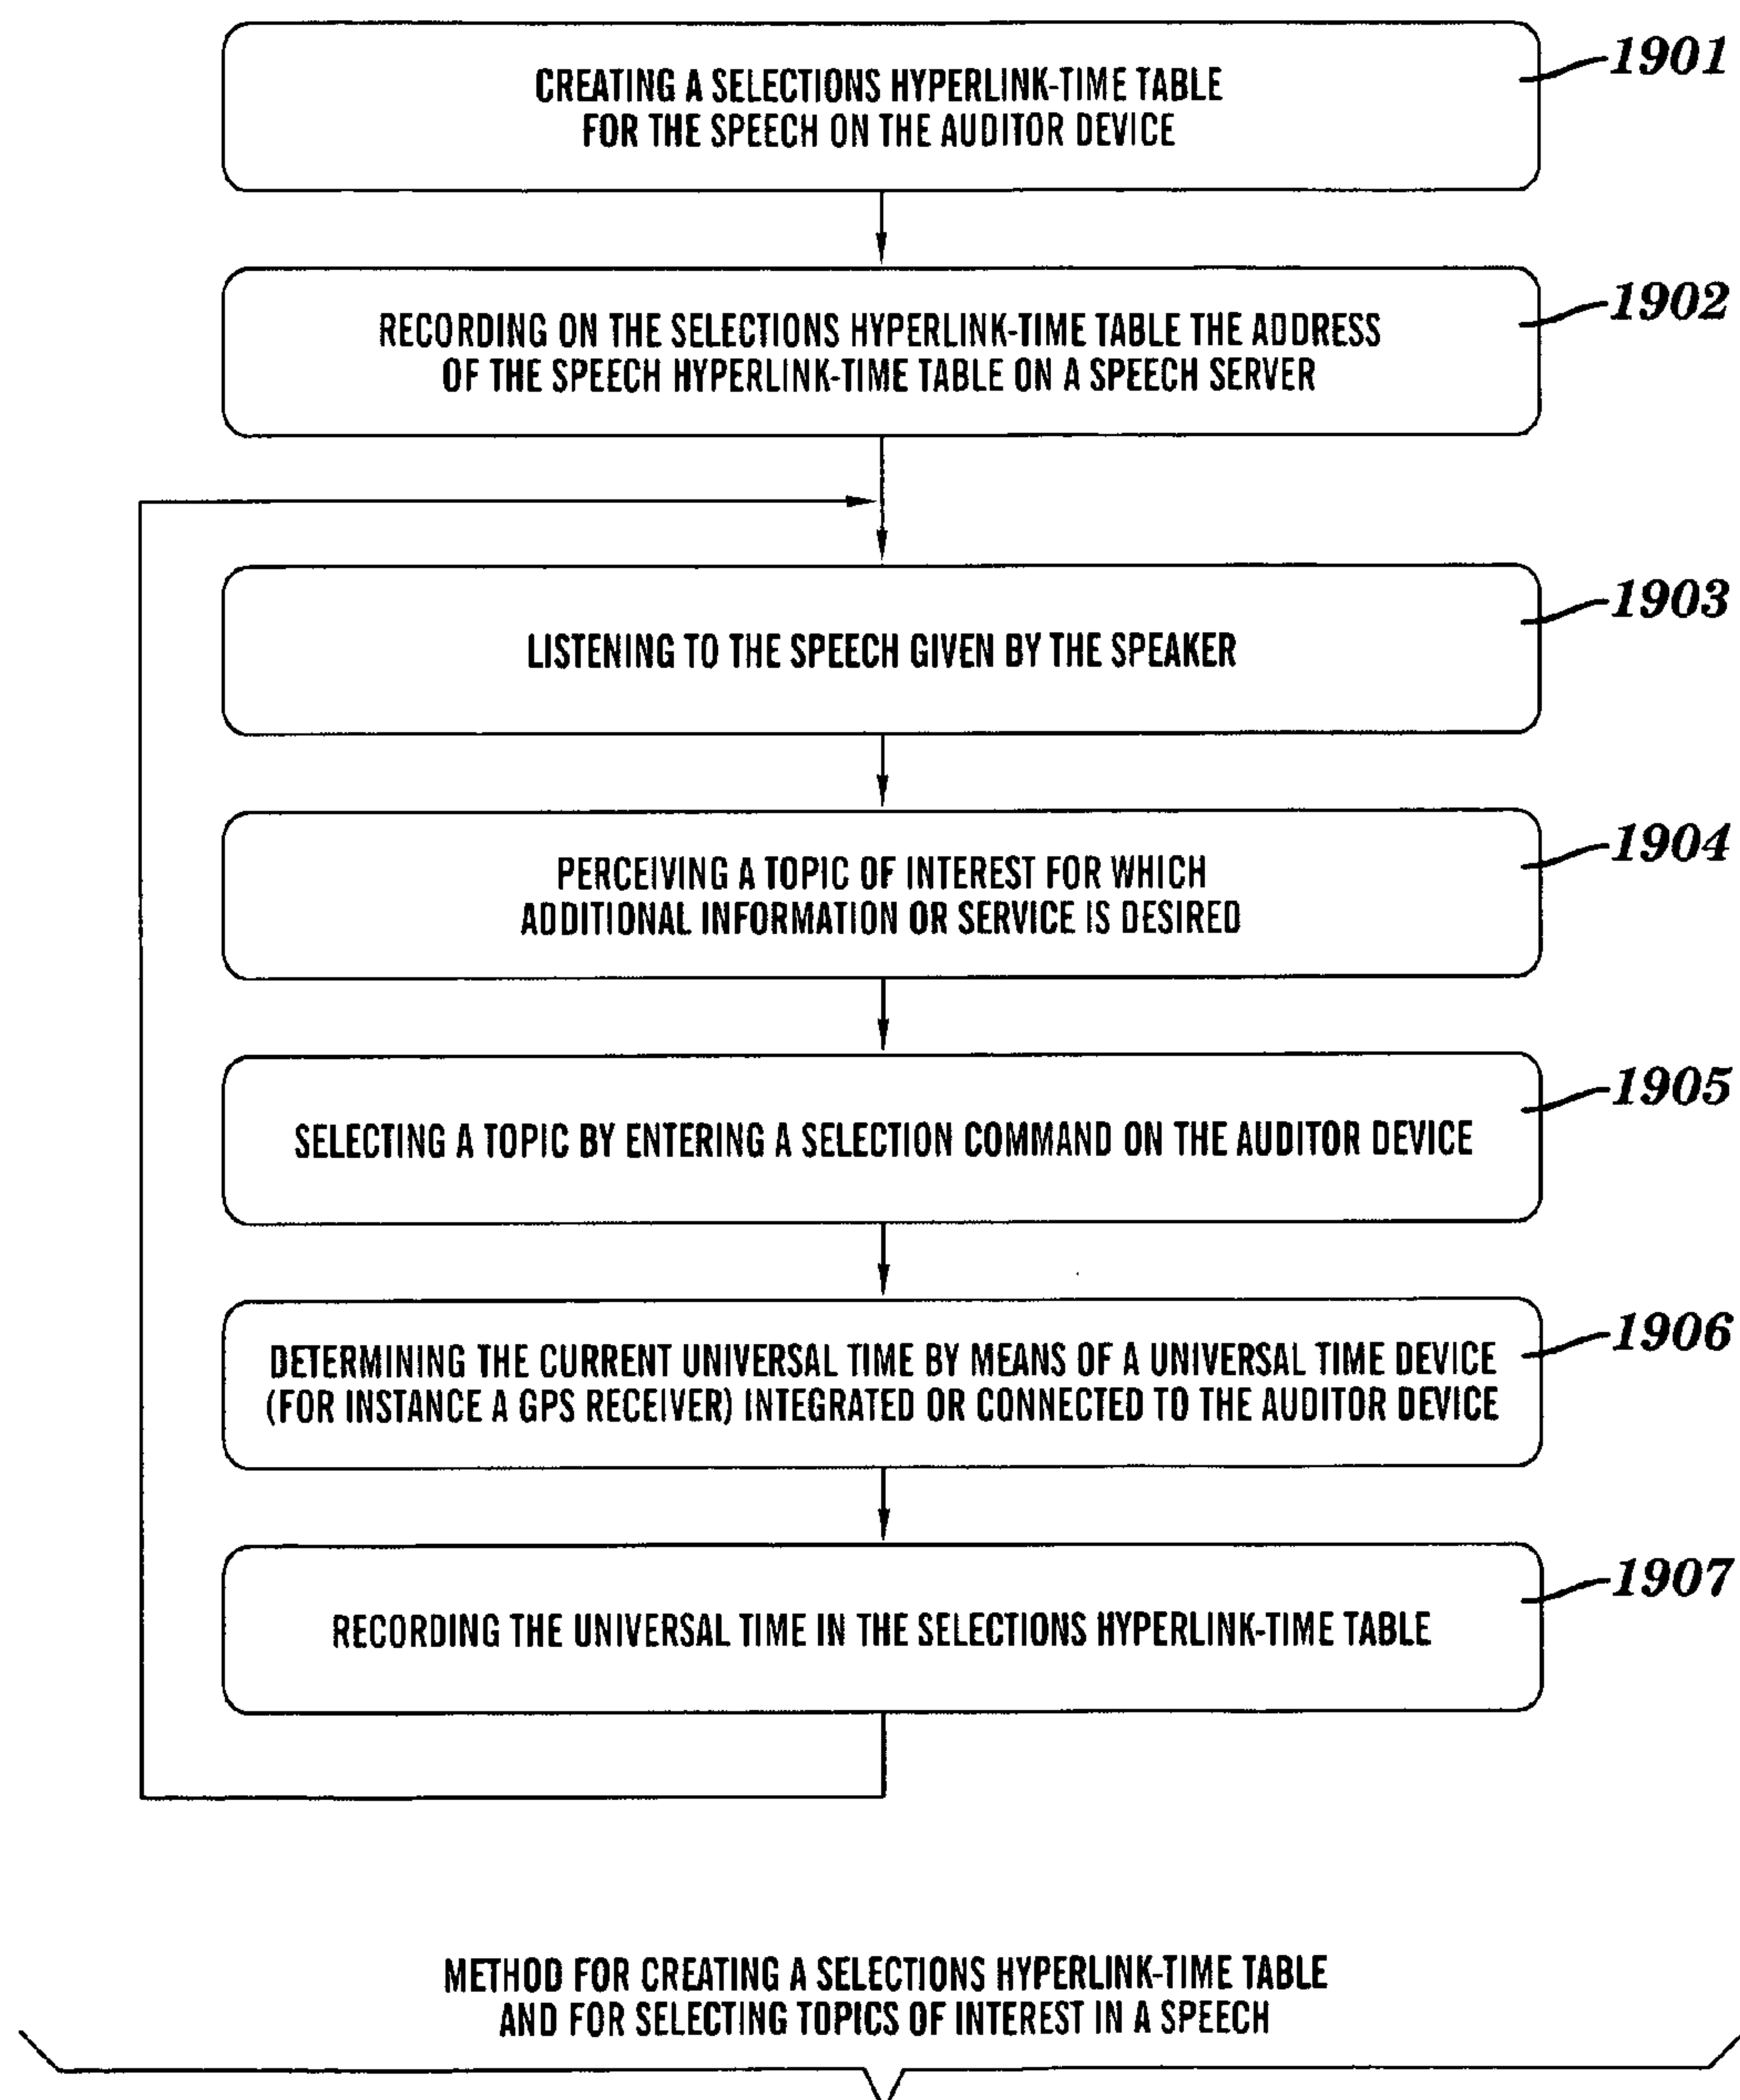 CREATING A SELECTIONS HYPERLINK-TIME TABLE
FOR THE SPEECH ON THE AUDITOR DEVICE
1901
RECORDING ON THE SELECTIONS HYPERLINK-TIME TABLE THE ADDRESS
OF THE SPEECH HYPERLINK-TIME TABLE ON A SPEECH SERVER
1902
LISTENING TO THE SPEECH GIVEN BY THE SPEAKER
1903
PERCEIVING A TOPIC OF INTEREST FOR WHICH
ADDITIONAL INFORMATION OR SERVICE IS DESIRED
1904
SELECTING A TOPIC BY ENTERING A SELECTION COMMAND ON THE AUDITOR DEVICE
1905
DETERMINING THE CURRENT UNIVERSAL TIME BY MEANS OF A UNIVERSAL TIME DEVICE
(FOR INSTANCE A GPS RECEIVER) INTEGRATED OR CONNECTED TO THE AUDITOR DEVICE
1906
RECORDING THE UNIVERSAL TIME IN THE SELECTIONS HYPERLINK-TIME TABLE
1907
METHOD FOR CREATING A SELECTIONS HYPERLINK-TIME TABLE
AND FOR SELECTING TOPICS OF INTEREST IN A SPEECH